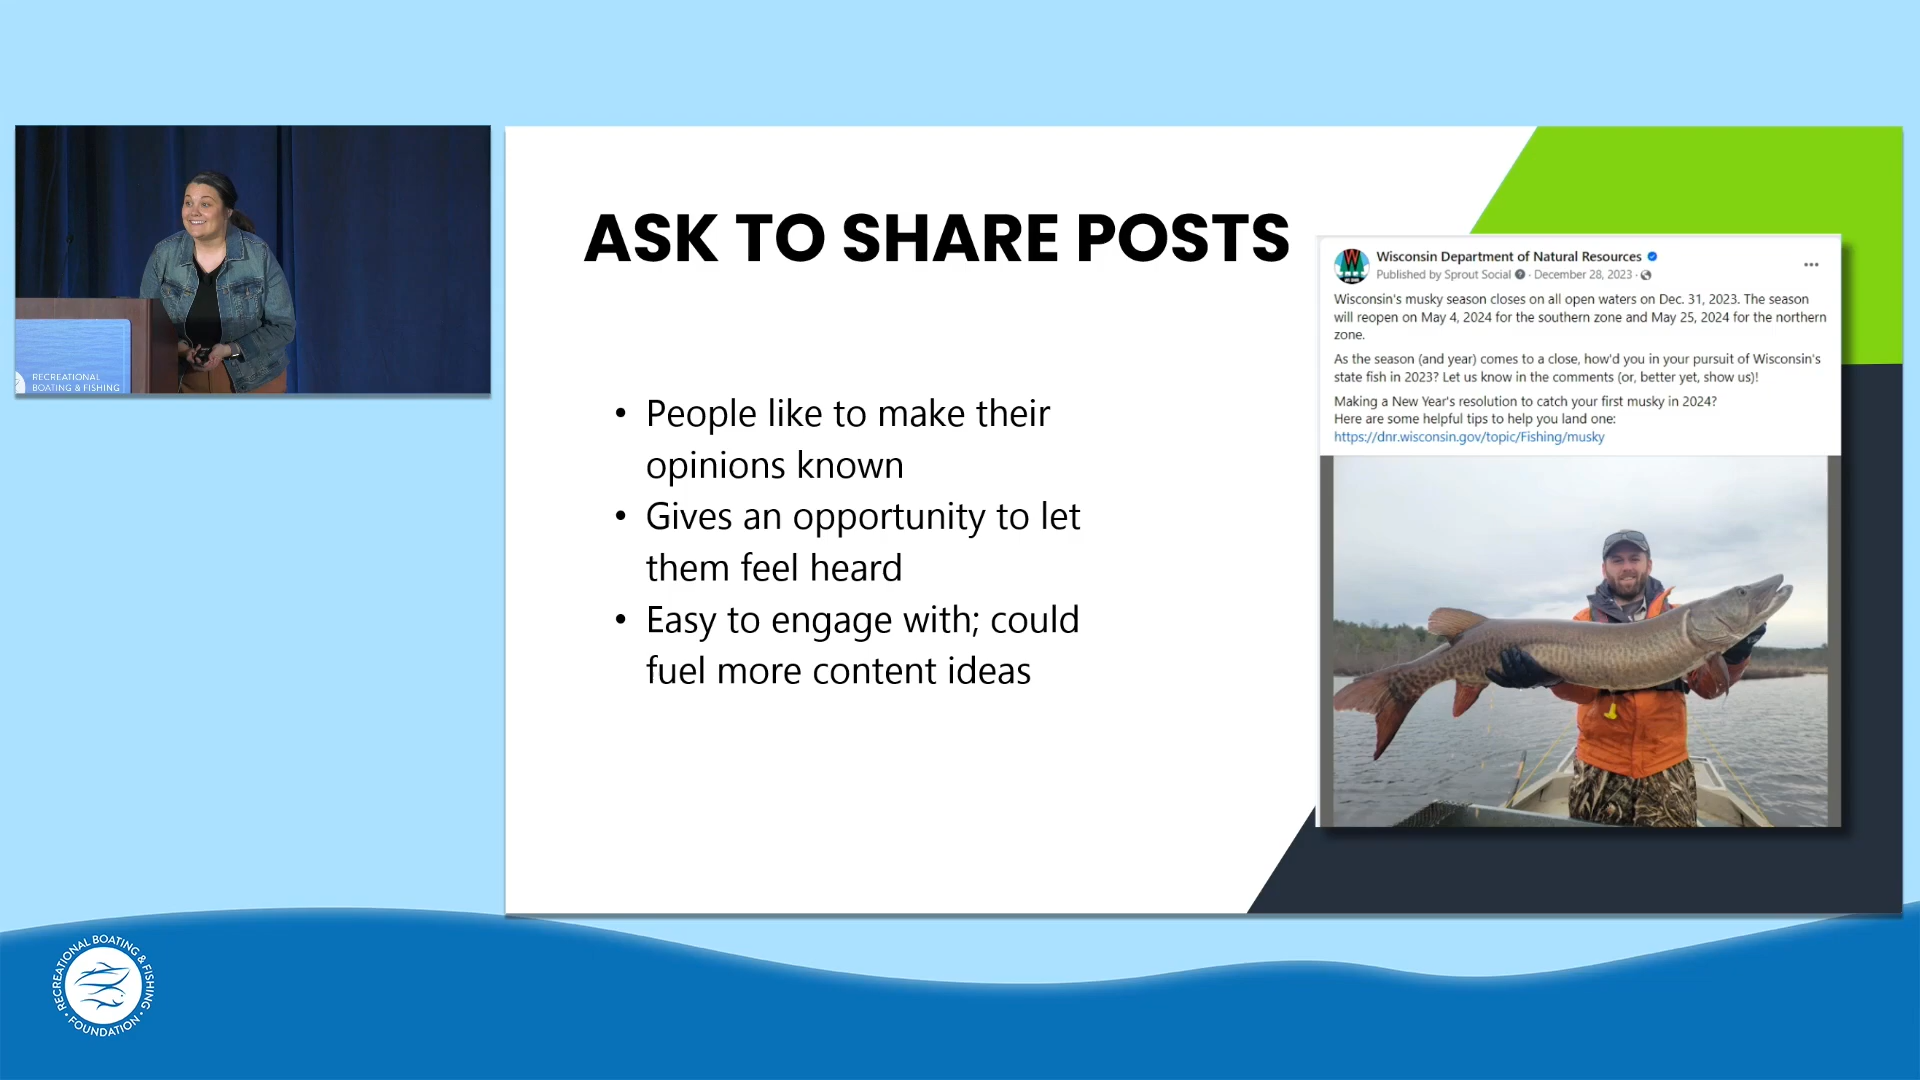 RECREATIONAL
BOATING & FISHING
ASK TO SHARE POSTS
• People like to make their
opinions known
• Gives an opportunity to let
them feel heard
• Easy to engage with; could
fuel more content ideas
Wisconsin Department of Natural Resources
Published by Sprout Social · December 28, 2023 ·
Wisconsin's musky season closes on all open waters on Dec. 31, 2023. The season
will reopen on May 4, 2024 for the southern zone and May 25, 2024 for the northern
zone.
As the season (and year) comes to a close, how'd you in your pursuit of Wisconsin's
state fish in 2023? Let us know in the comments (or, better yet, show us)!
Making a New Year's resolution to catch your first musky in 2024?
Here are some helpful tips to help you land one:
https://dnr.wisconsin.gov/topic/Fishing/musky
RECREATIONAL BOATING & FISHING
• FOUNDATION •